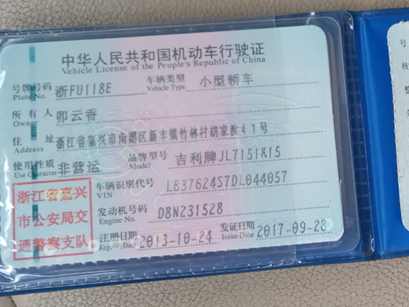 中华人民共和国机动车行驶证
Vehicle License of the People's Republic of China
号牌号码 浙FU118E 车辆类型 小型轿车
Plate No. Vehicle Type
所有人 卯云香
Owner
住址 浙江省嘉兴市南湖区新丰镇竹林村胡家浜41号
Address
使用性质 非营运 品牌型号 吉利牌JL7151K15
Use Character Model
浙江省嘉兴
市公安局交
通警察支队
车辆识别代号 LB37624S7DL044057
VIN
发动机号码 D8NA231528
Engine No.
注册日期 2013-10-24 发证日期 2017-09-28
Register Date Issue Date